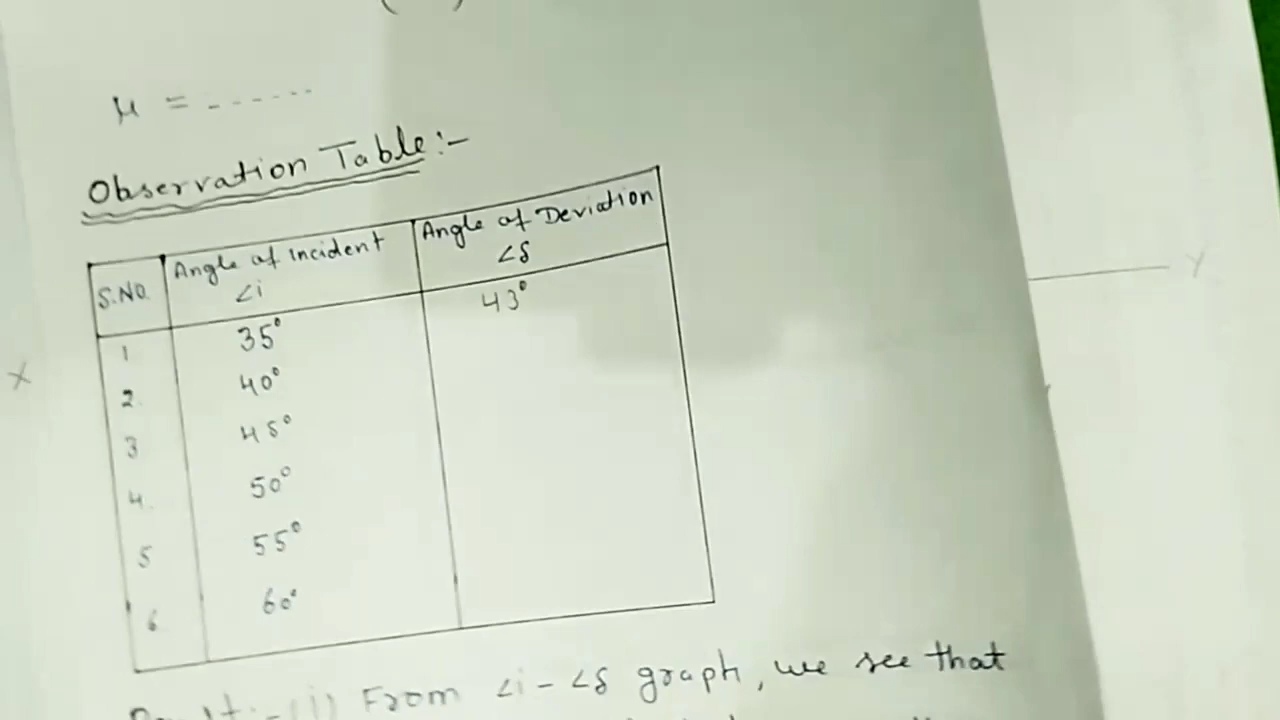 μ = ......
Observation Table:-
S.NO. Angle of Incident ∠i Angle of Deviation ∠δ
1 35° 43°
2. 40°
3 45°
4. 50°
5 55°
6 60°
(i) From ∠i - ∠δ graph, we see that
X
Y